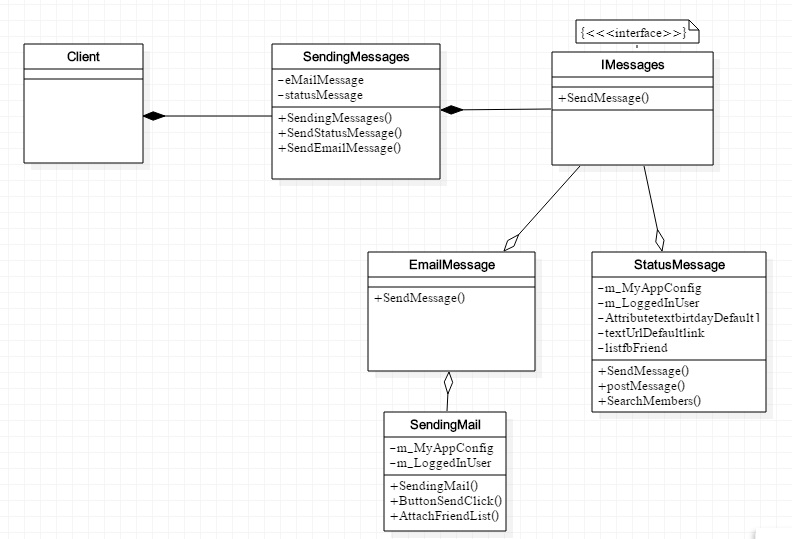 {<<<interface>>}
Client
SendingMessages
-eMailMessage
-statusMessage
+SendingMessages()
+SendStatusMessage()
+SendEmailMessage()
IMessages
+SendMessage()
EmailMessage
+SendMessage()
StatusMessage
-m_MyAppConfig
-m_LoggedInUser
-AttributetextbirtdayDefault1
-textUrlDefaultlink
-listfbFriend
+SendMessage()
+postMessage()
+SearchMembers()
SendingMail
-m_MyAppConfig
-m_LoggedInUser
+SendingMail()
+ButtonSendClick()
+AttachFriendList()